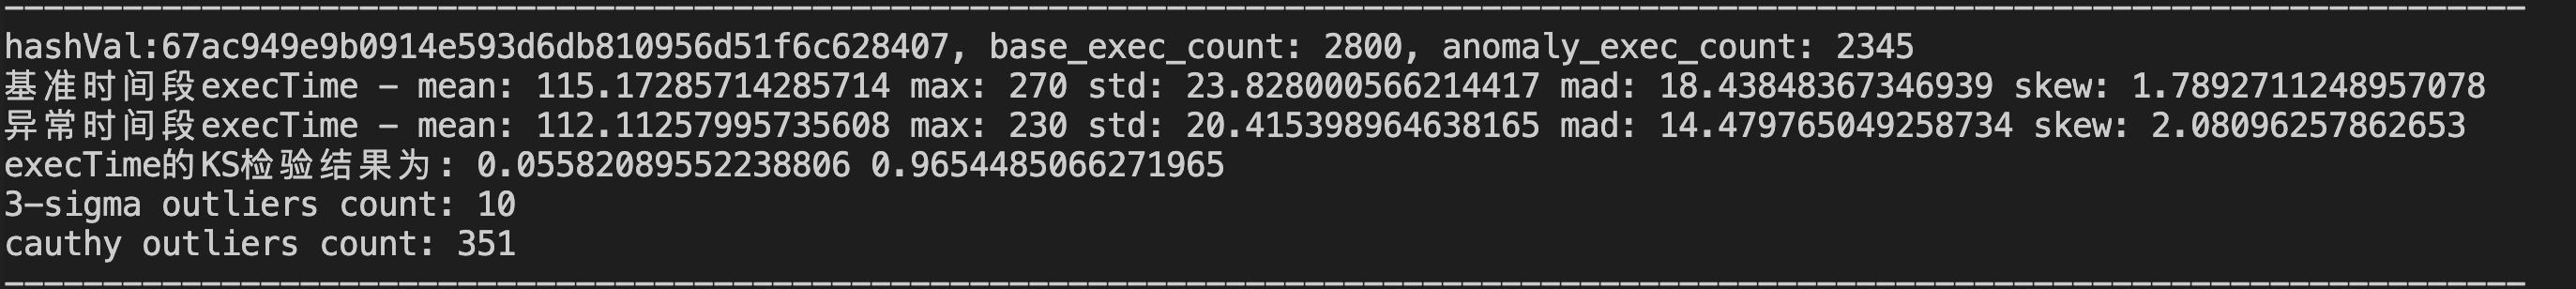 --------------------------------------------------------------------------------------------------------------------------------
hashVal:67ac949e9b0914e593d6db810956d51f6c628407, base_exec_count: 2800, anomaly_exec_count: 2345
基准时间段execTime - mean: 115.17285714285714 max: 270 std: 23.828000566214417 mad: 18.43848367346939 skew: 1.7892711248957078
异常时间段execTime - mean: 112.11257995735608 max: 230 std: 20.415398964638165 mad: 14.479765049258734 skew: 2.08096257862653
execTime的KS检验结果为: 0.05582089552238806 0.9654485066271965
3-sigma outliers count: 10
cauthy outliers count: 351
--------------------------------------------------------------------------------------------------------------------------------